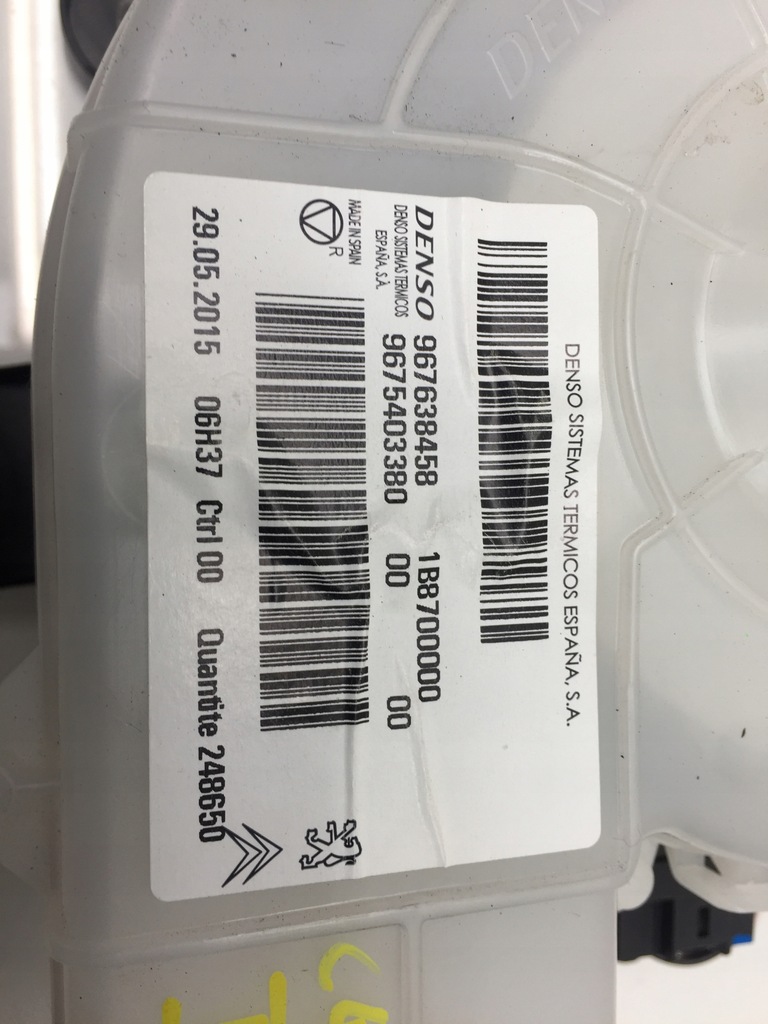 DENSO SISTEMAS TERMICOS ESPAÑA, S.A.
DENSO 967638458 1B8700000
DENSO SISTEMAS TERMICOS
ESPAÑA, S.A.
9675403380 00 00
MADE IN SPAIN
R
29.05.2015 06H37 Ctrl 00 Quantite 248650